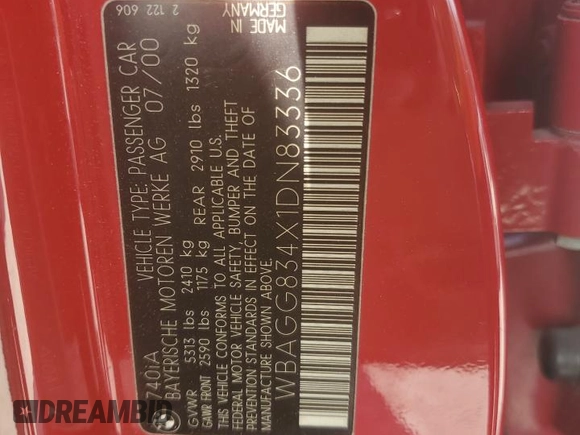 740iA
VEHICLE TYPE: PASSENGER CAR
BAYERISCHE MOTOREN WERKE AG 07/00
GVWR 5313 lbs 2410 kg
GAWR FRONT 2590 lbs 1175 kg REAR 2910 lbs 1320 kg
THIS VEHICLE CONFORMS TO ALL APPLICABLE U.S.
FEDERAL MOTOR VEHICLE SAFETY, BUMPER AND THEFT
PREVENTION STANDARDS IN EFFECT ON THE DATE OF
MANUFACTURE SHOWN ABOVE.
WBAGG834X1DN83336
2 122 606
MADE IN
GERMANY
DREAMBID